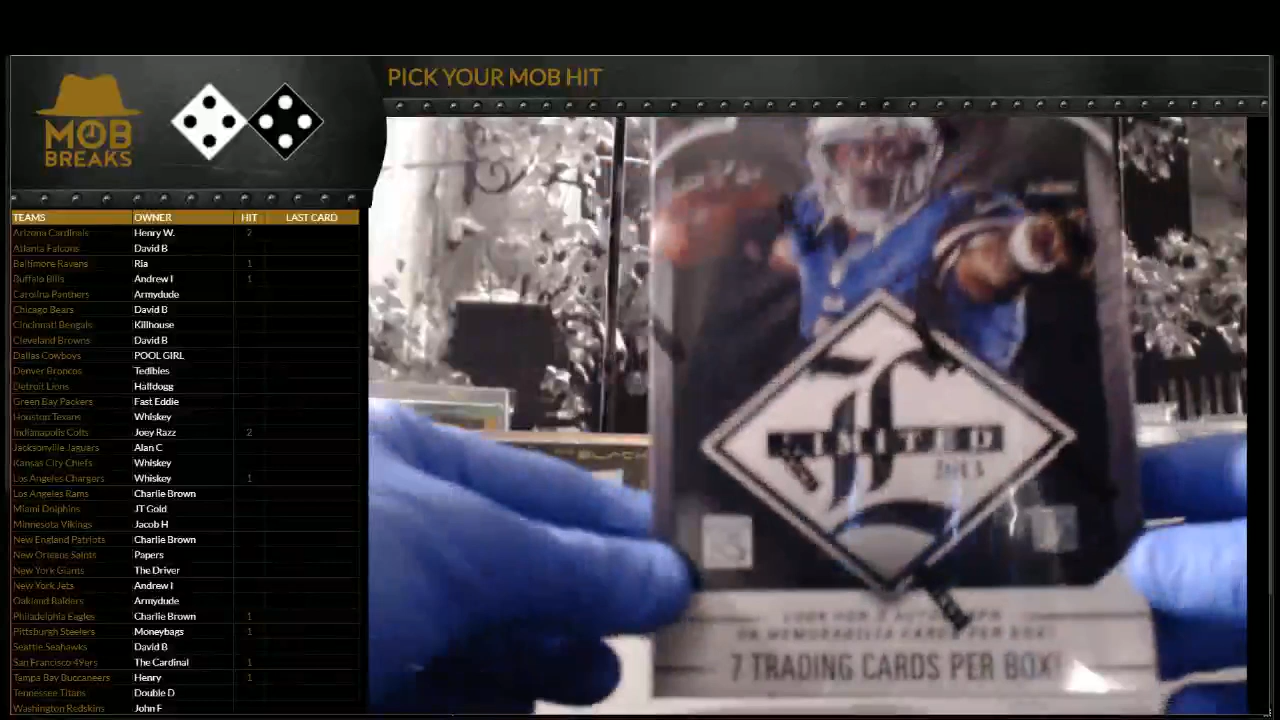 PICK YOUR MOB HIT
MOB
BREAKS
TEAMS OWNER HIT LAST CARD
Arizona Cardinals Henry W. 2
Atlanta Falcons David B
Baltimore Ravens Ria 1
Buffalo Bills Andrew I 1
Carolina Panthers Armydude
Chicago Bears David B
Cincinnati Bengals Killhouse
Cleveland Browns David B
Dallas Cowboys POOL GIRL
Denver Broncos Tedibles
Detroit Lions Halfdogg
Green Bay Packers Fast Eddie
Houston Texans Whiskey
Indianapolis Colts Joey Razz 2
Jacksonville Jaguars Alan C
Kansas City Chiefs Whiskey
Los Angeles Chargers Whiskey 1
Los Angeles Rams Charlie Brown
Miami Dolphins JT Gold
Minnesota Vikings Jacob H
New England Patriots Charlie Brown
New Orleans Saints Papers
New York Giants The Driver
New York Jets Andrew I
Oakland Raiders Armydude
Philadelphia Eagles Charlie Brown 1
Pittsburgh Steelers Moneybags 1
Seattle Seahawks David B
San Francisco 49ers The Cardinal 1
Tampa Bay Buccaneers Henry 1
Tennessee Titans Double D
Washington Redskins John F
LIMITED
BLACK
OR MEMORABILIA CARDS PER BOX!
7 TRADING CARDS PER BOX!